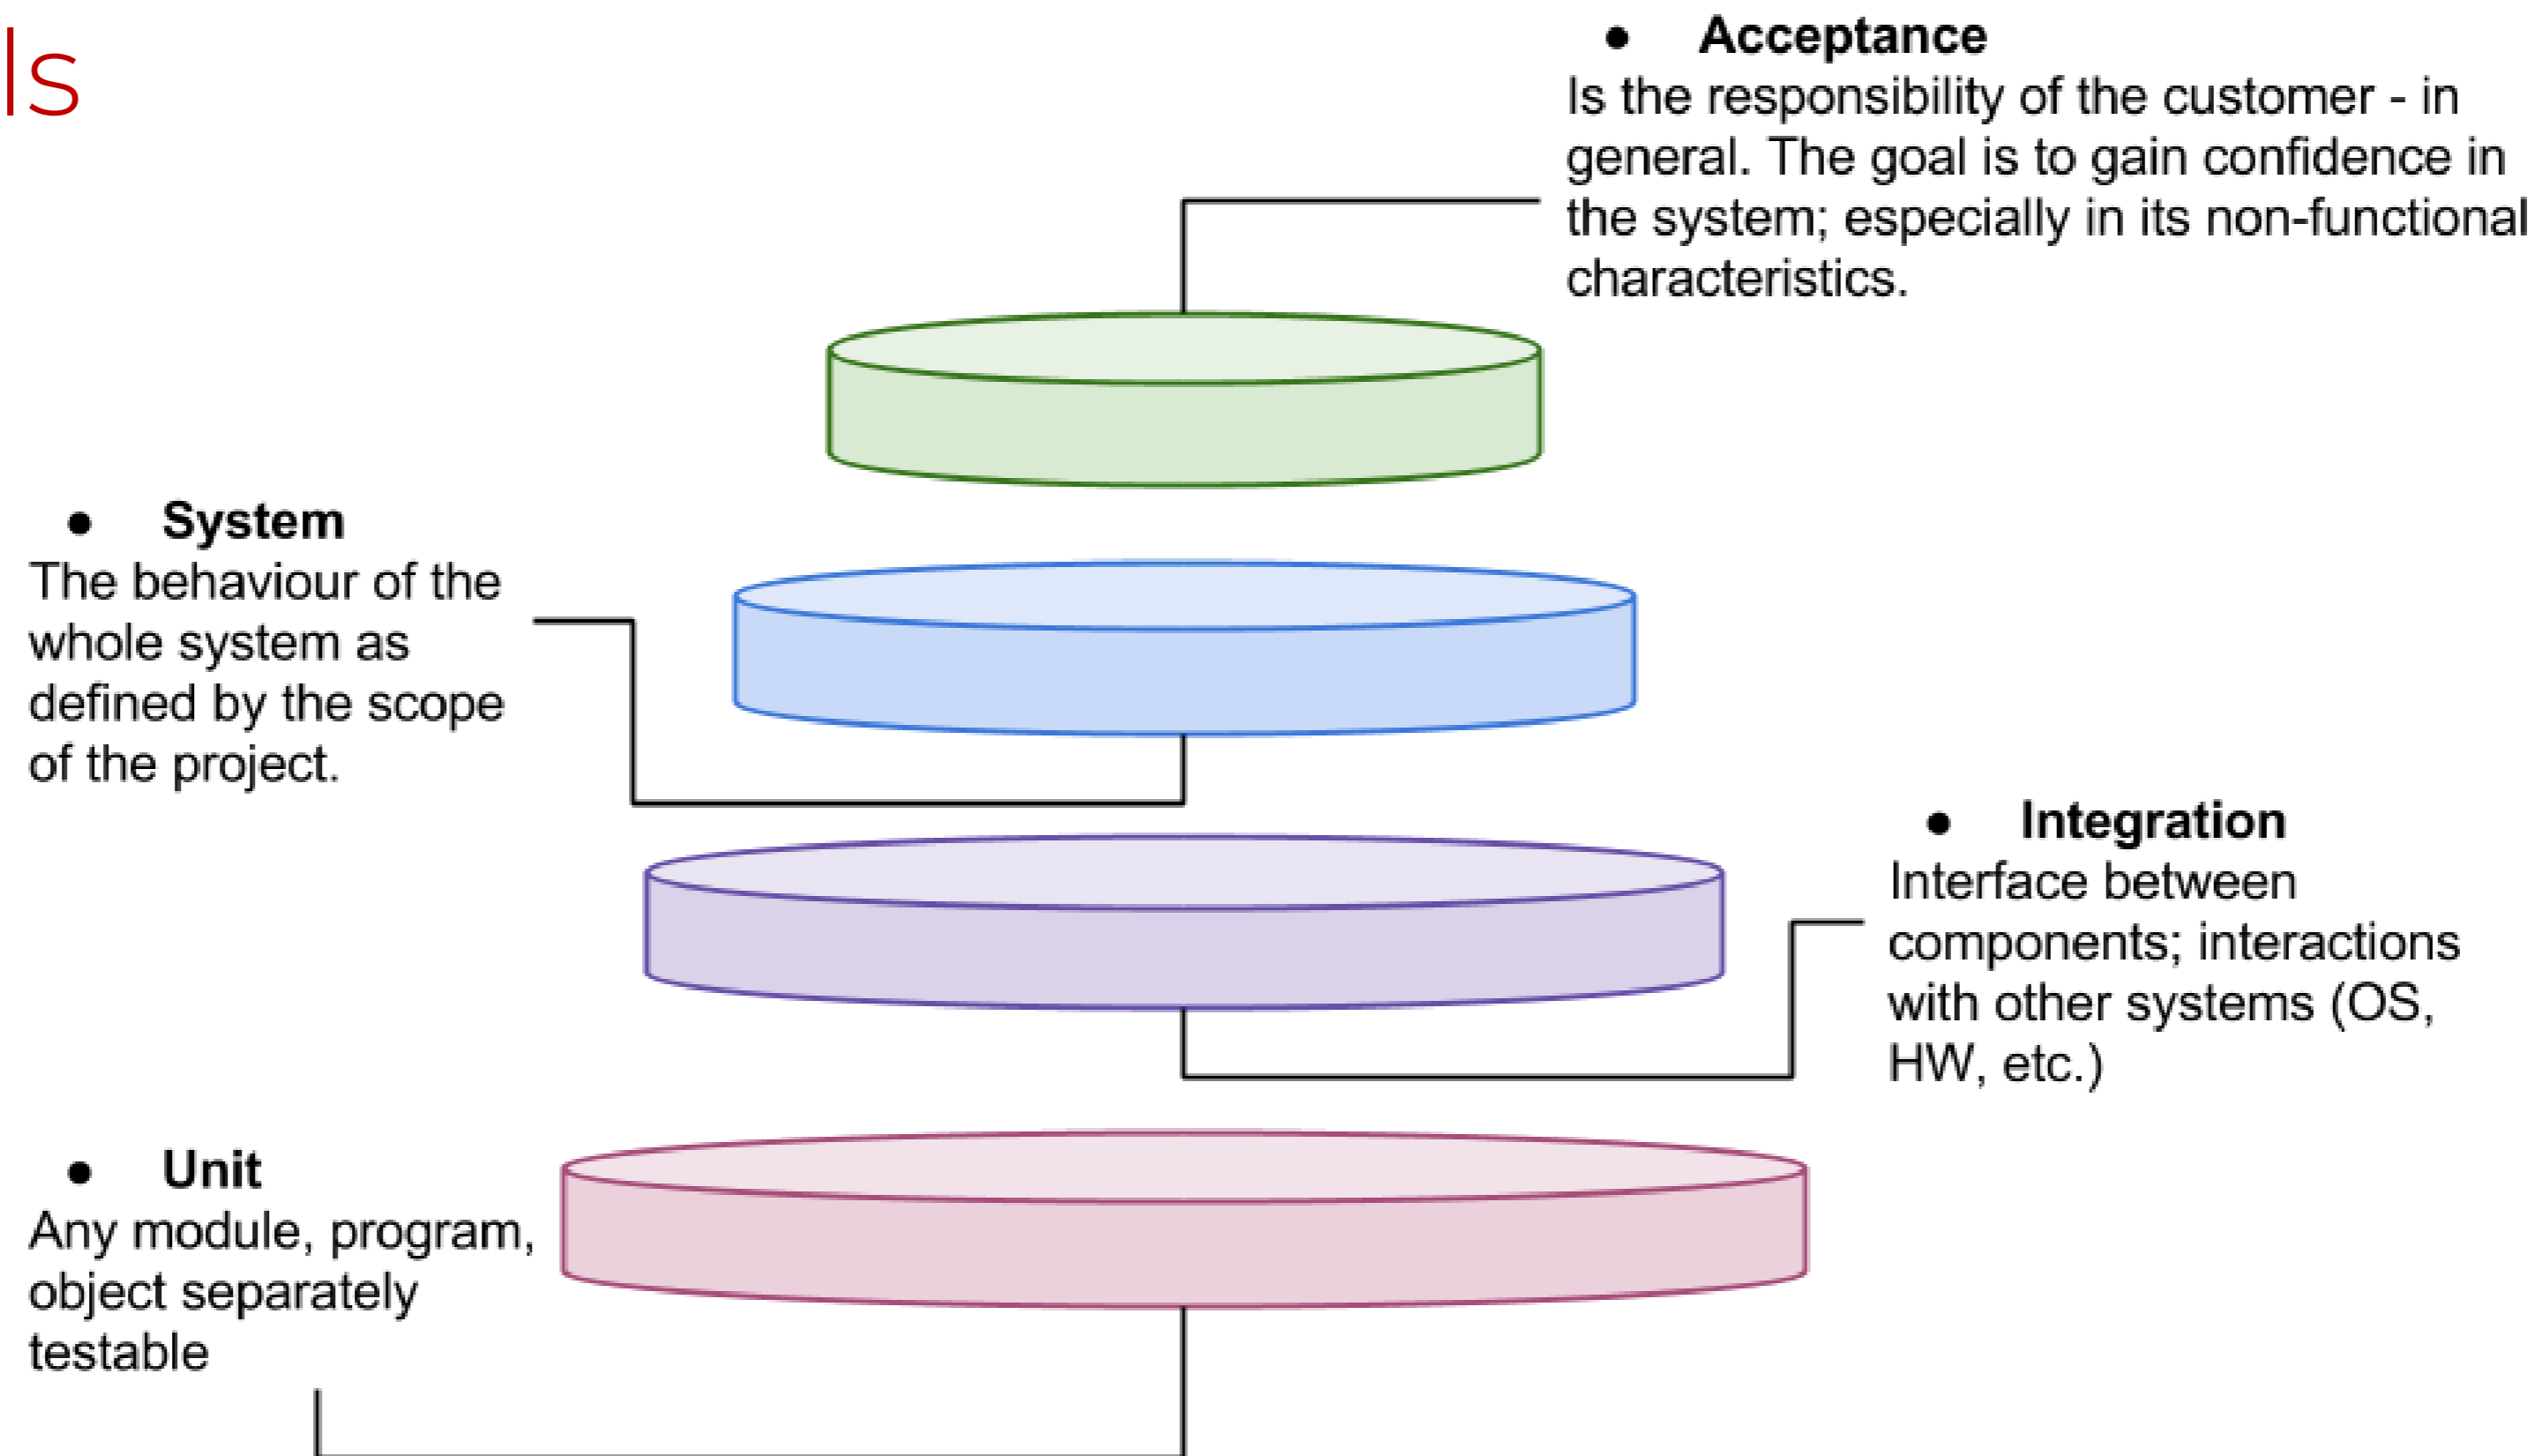 ls
● Acceptance
Is the responsibility of the customer - in
general. The goal is to gain confidence in
the system; especially in its non-functional
characteristics.
● System
The behaviour of the
whole system as
defined by the scope
of the project.
● Integration
Interface between
components; interactions
with other systems (OS,
HW, etc.)
● Unit
Any module, program,
object separately
testable